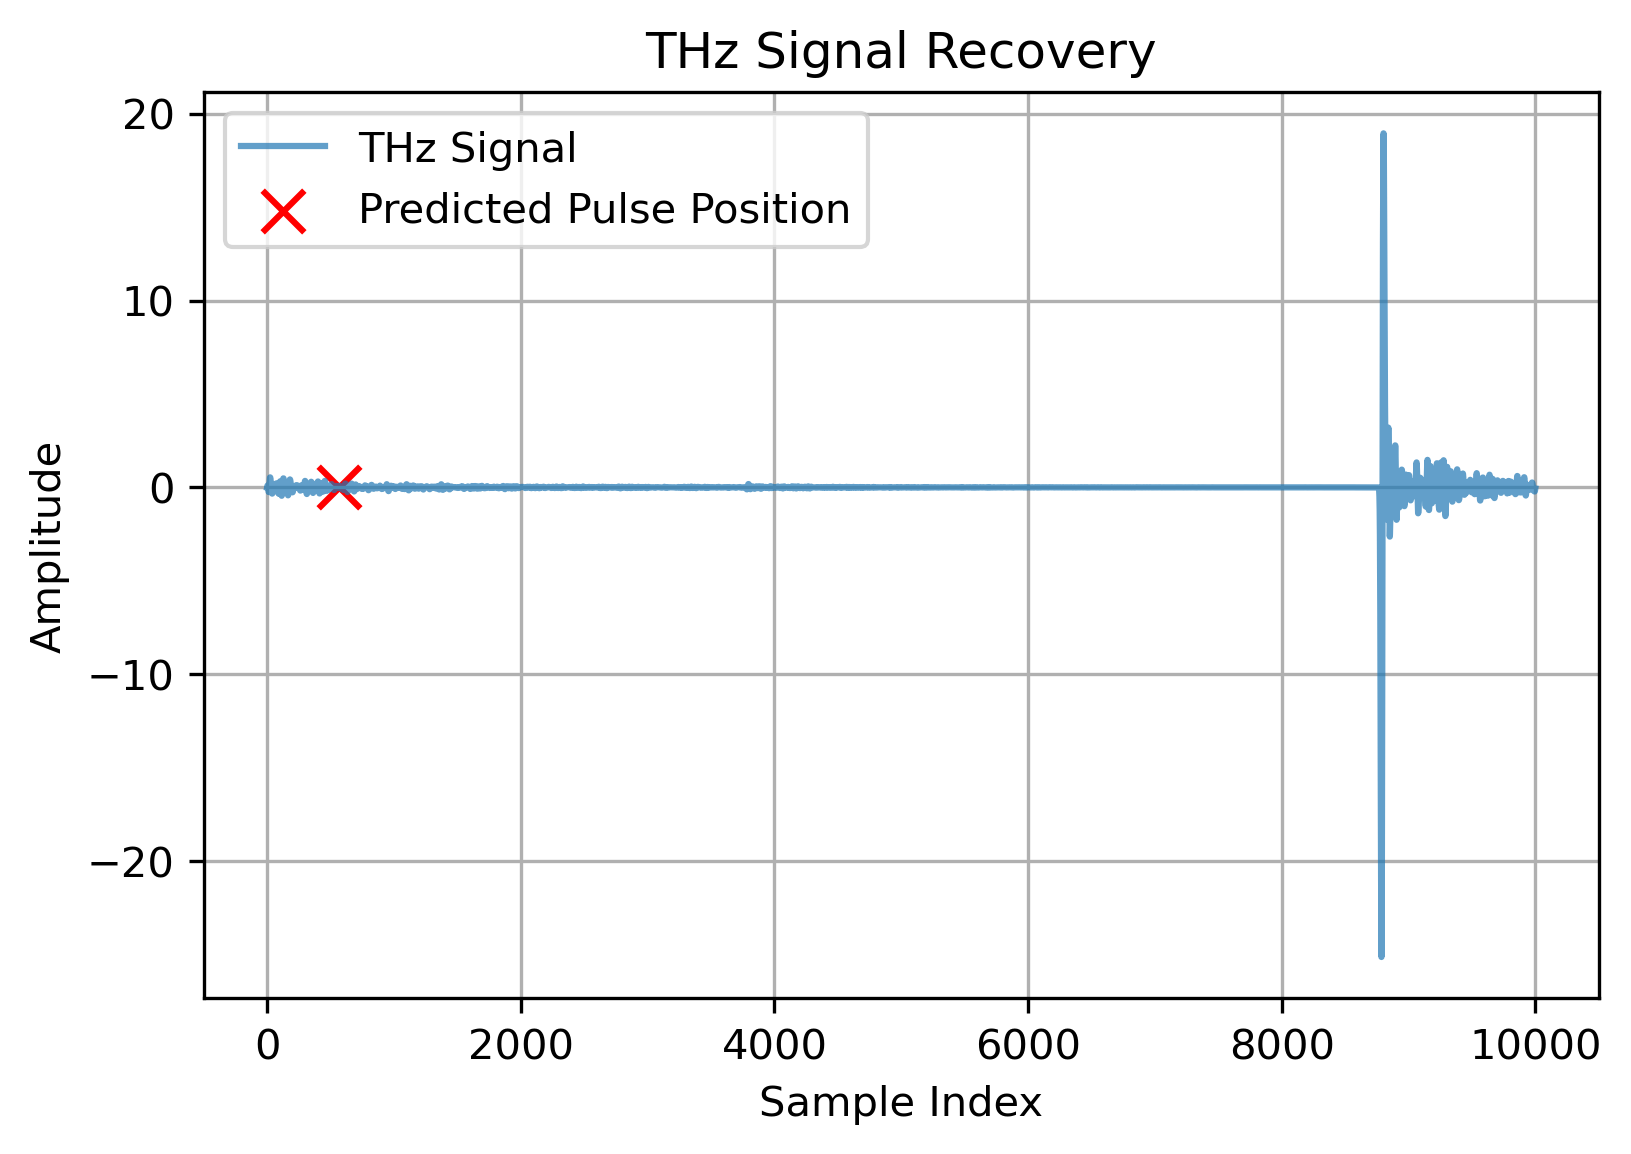 THz Signal Recovery
THz Signal
Predicted Pulse Position
20
10
0
−10
−20
Amplitude
0 2000 4000 6000 8000 10000
Sample Index